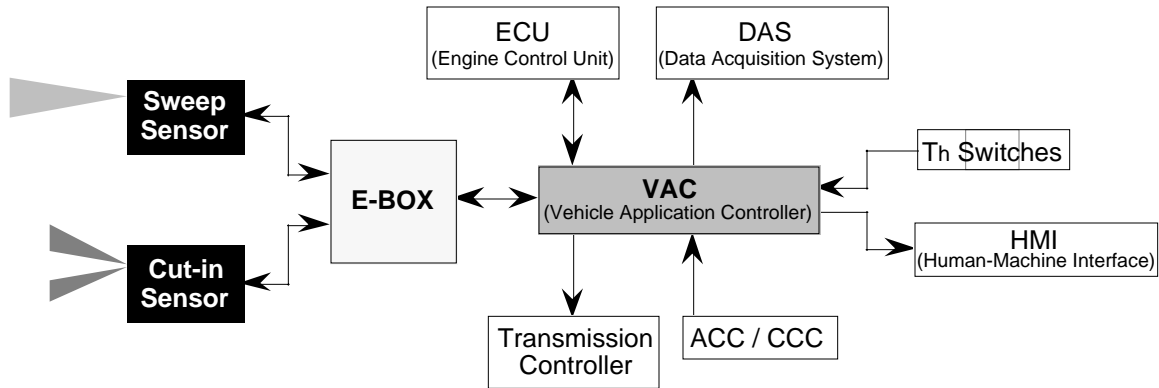 ECU
(Engine Control Unit)
DAS
(Data Acquisition System)
Sweep
Sensor
Th Switches
E-BOX
VAC
(Vehicle Application Controller)
HMI
(Human-Machine Interface)
Cut-in
Sensor
Transmission
Controller
ACC / CCC